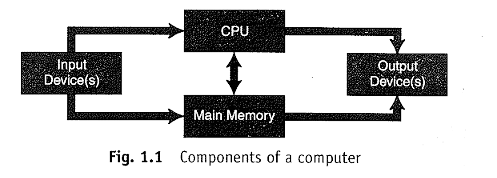 CPU
Input
Device(s)
Output
Device(s)
Main Memory
Fig. 1.1 Components of a computer